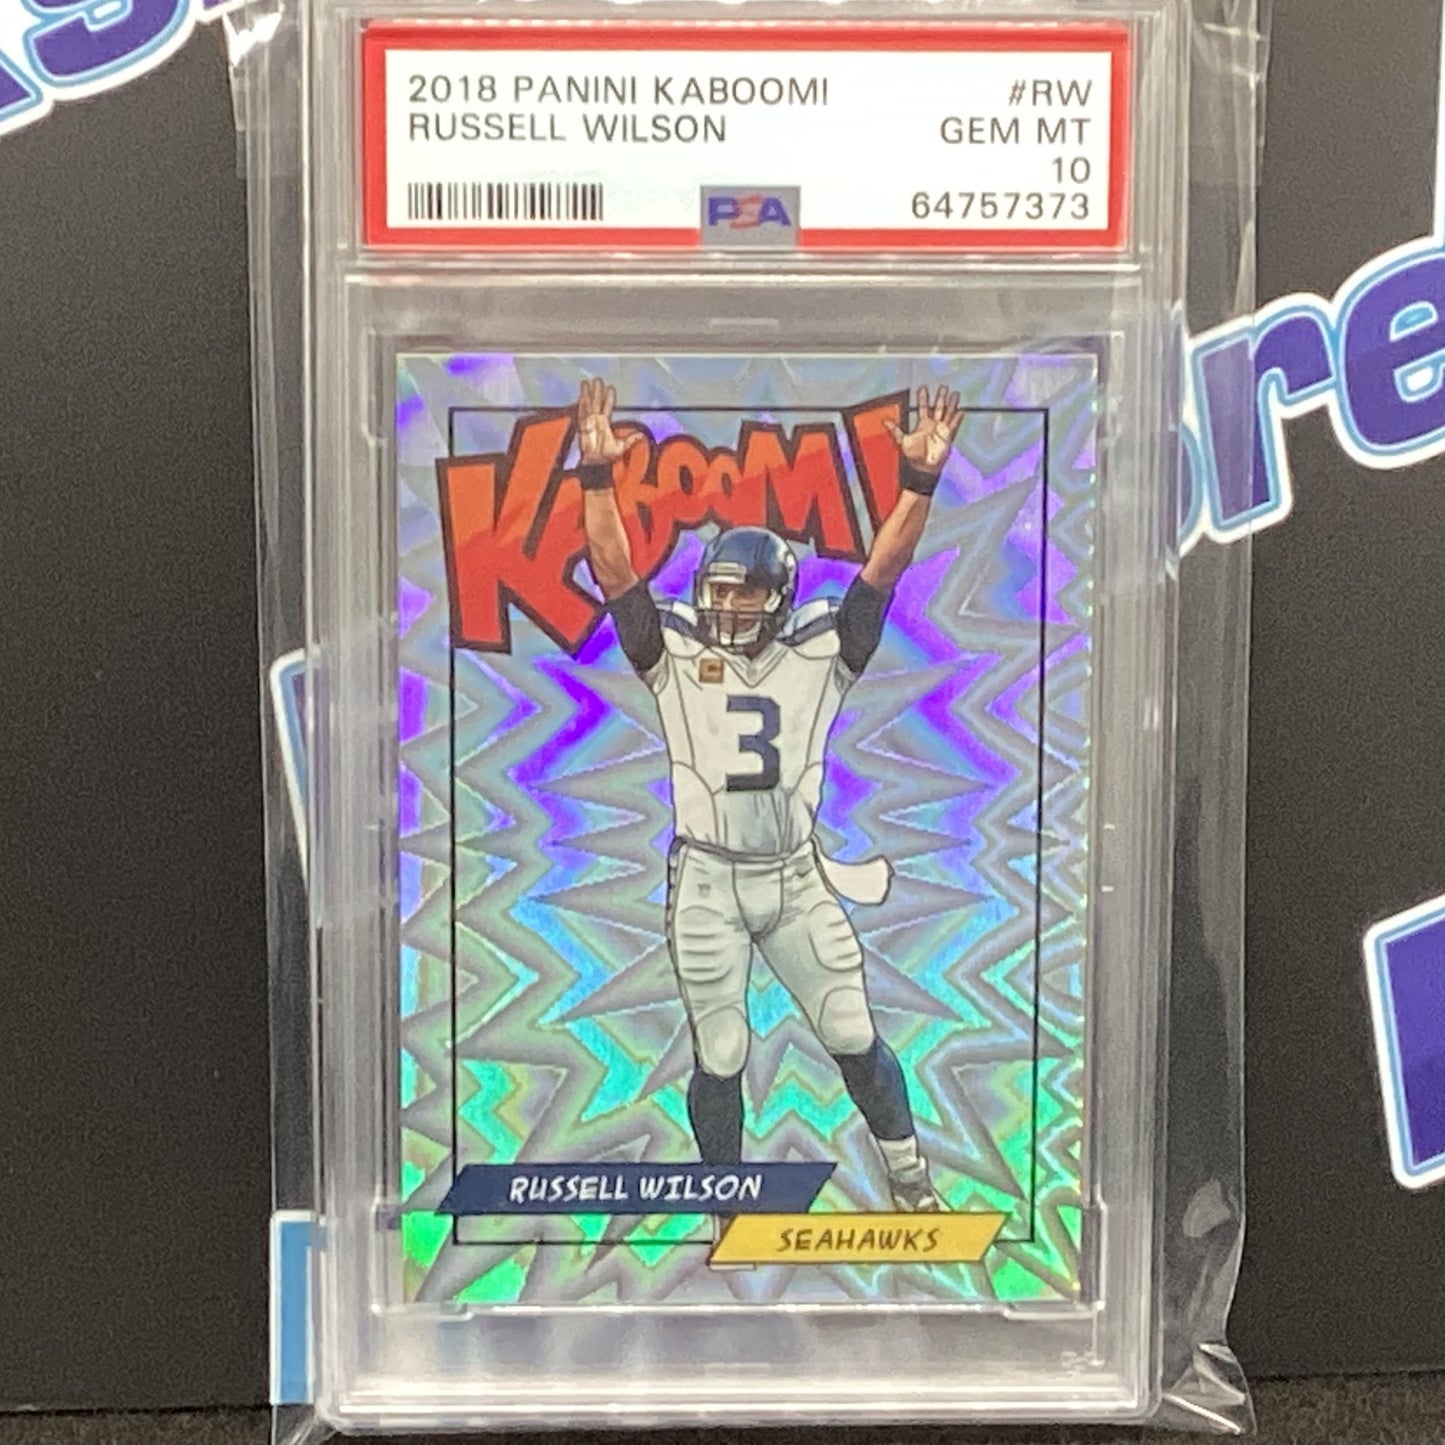 2018 PANINI KABOOM!
#RW
RUSSELL WILSON
GEM MT
10
PSA
64757373
KABOOM!
3
RUSSELL WILSON
SEAHAWKS